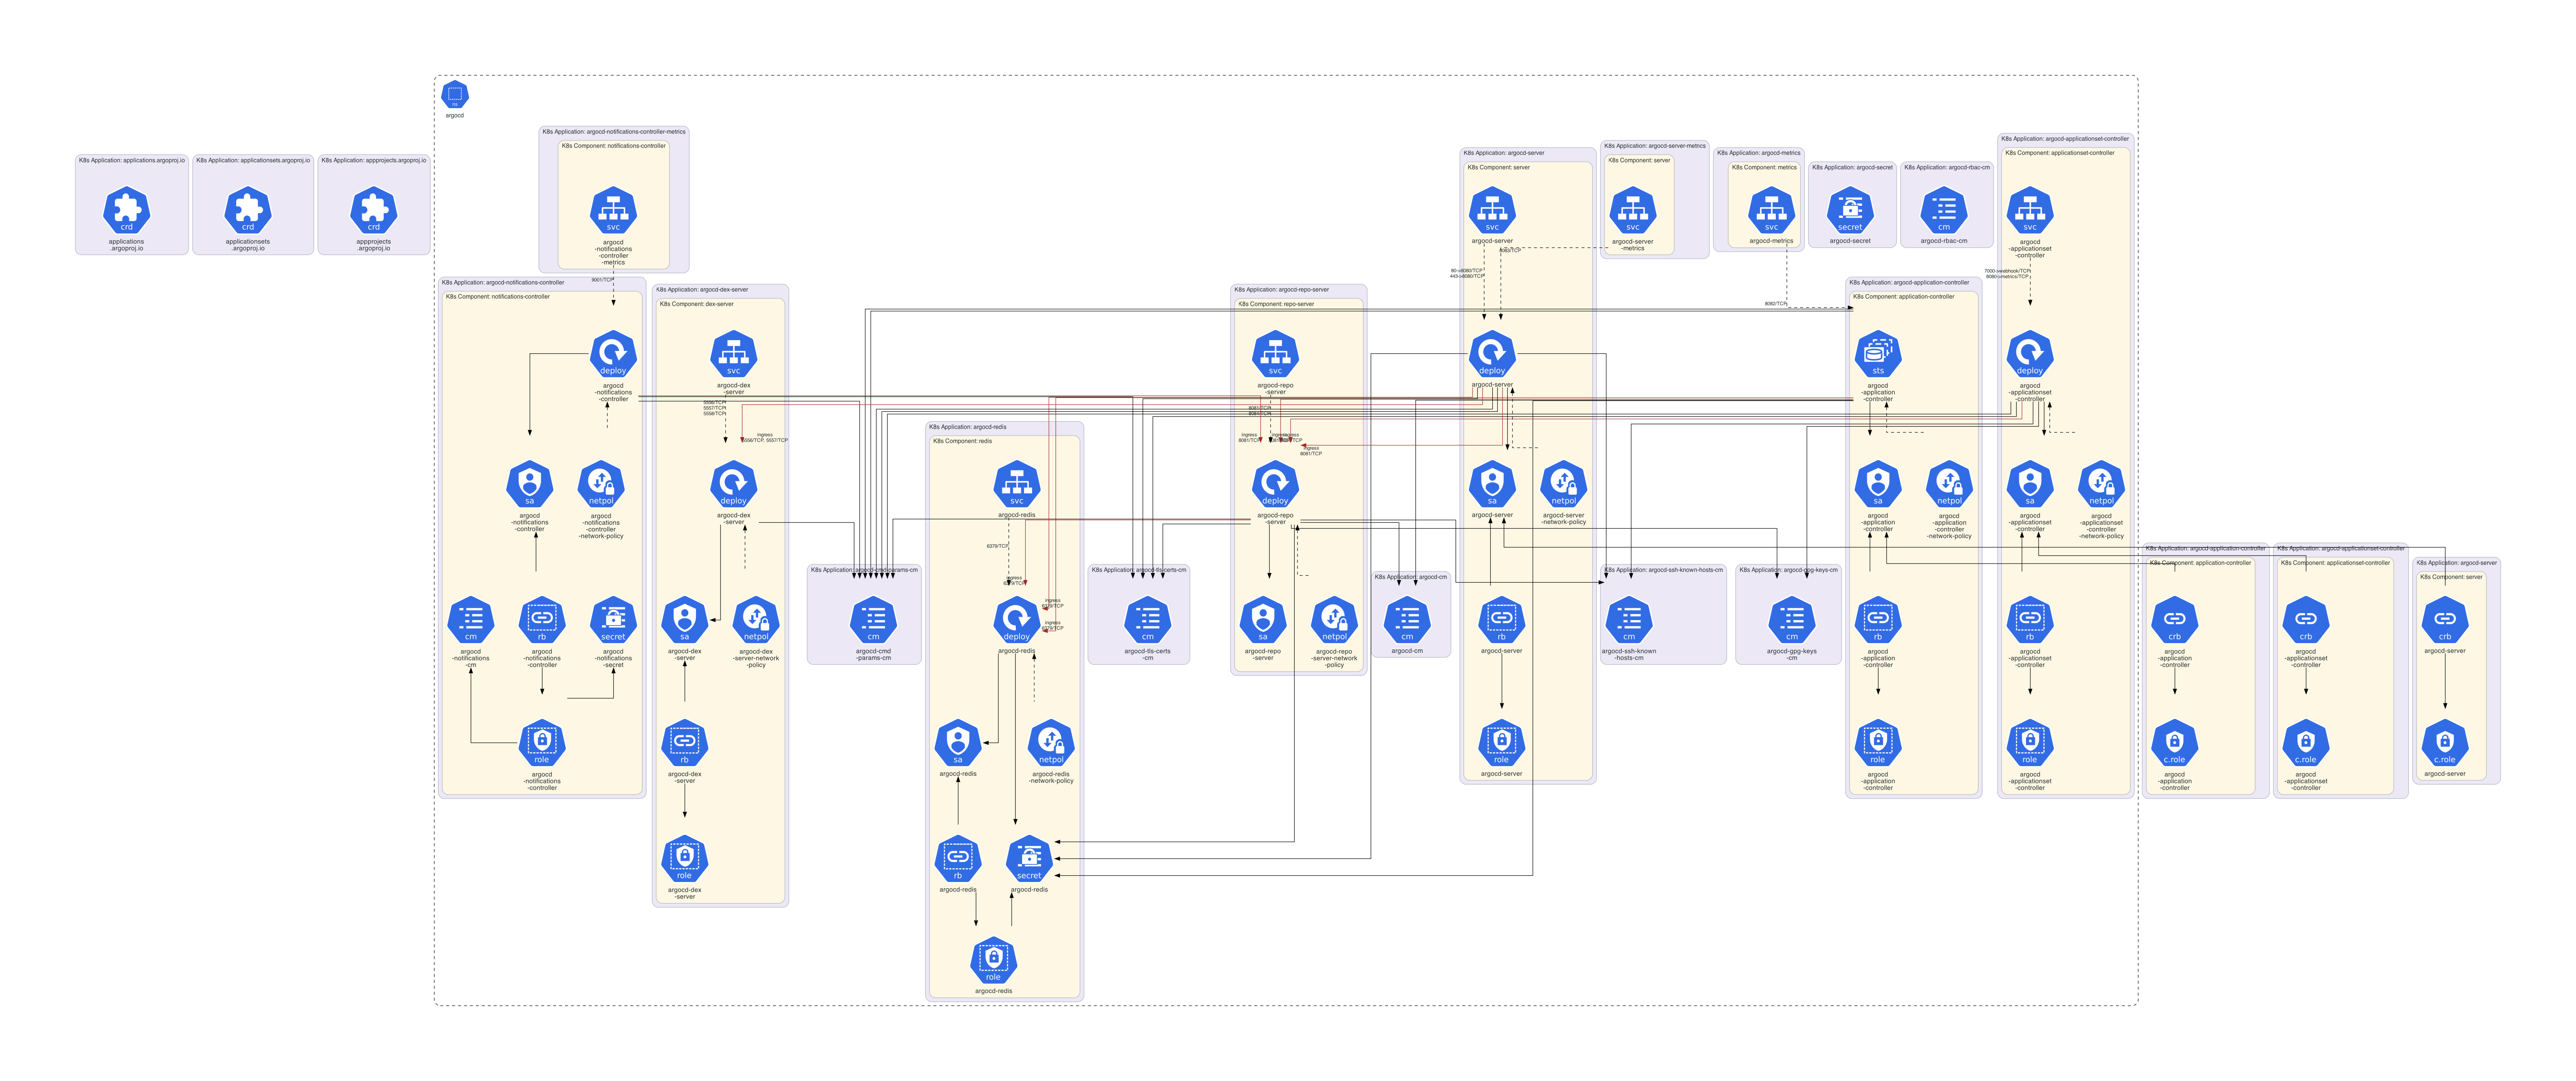 ns
argocd
K8s Application: applications.argoproj.io
crd
applications
.argoproj.io
K8s Application: applicationsets.argoproj.io
crd
applicationsets
.argoproj.io
K8s Application: appprojects.argoproj.io
crd
appprojects
.argoproj.io
K8s Application: argocd-notifications-controller-metrics
K8s Component: notifications-controller
svc
argocd
-notifications
-controller
-metrics
9001/TCP
K8s Application: argocd-server
K8s Component: server
svc
argocd-server
80->8080/TCP
443->8080/TCP
K8s Application: argocd-server-metrics
K8s Component: server
svc
argocd-server
-metrics
8083/TCP
K8s Application: argocd-metrics
K8s Component: metrics
svc
argocd-metrics
8082/TCP
K8s Application: argocd-secret
secret
argocd-secret
K8s Application: argocd-rbac-cm
cm
argocd-rbac-cm
K8s Application: argocd-applicationset-controller
K8s Component: applicationset-controller
svc
argocd
-applicationset
-controller
7000->webhook/TCP
8080->metrics/TCP
K8s Application: argocd-notifications-controller
K8s Component: notifications-controller
deploy
argocd
-notifications
-controller
sa
argocd
-notifications
-controller
netpol
argocd
-notifications
-controller
-network-policy
cm
argocd
-notifications
-cm
rb
argocd
-notifications
-controller
secret
argocd
-notifications
-secret
role
argocd
-notifications
-controller
K8s Application: argocd-dex-server
K8s Component: dex-server
svc
argocd-dex
-server
5556/TCP
5557/TCP
5558/TCP
ingress
5556/TCP, 5557/TCP
deploy
argocd-dex
-server
sa
argocd-dex
-server
netpol
argocd-dex
-server-network
-policy
rb
argocd-dex
-server
role
argocd-dex
-server
K8s Application: argocd-cmd-params-cm
cm
argocd-cmd
-params-cm
K8s Application: argocd-redis
K8s Component: redis
svc
argocd-redis
6379/TCP
ingress
6379/TCP
deploy
argocd-redis
ingress
6379/TCP
ingress
6379/TCP
sa
argocd-redis
netpol
argocd-redis
-network-policy
rb
argocd-redis
secret
argocd-redis
role
argocd-redis
K8s Application: argocd-tls-certs-cm
cm
argocd-tls-certs
-cm
K8s Application: argocd-repo-server
K8s Component: repo-server
svc
argocd-repo
-server
8081/TCP
8084/TCP
ingress
8081/TCP
ingress
8081/TCP
deploy
argocd-repo
-server
sa
argocd-repo
-server
netpol
argocd-repo
-server-network
-policy
K8s Application: argocd-cm
cm
argocd-cm
deploy
argocd-server
sa
argocd-server
netpol
argocd-server
-network-policy
rb
argocd-server
role
argocd-server
K8s Application: argocd-ssh-known-hosts-cm
cm
argocd-ssh-known
-hosts-cm
K8s Application: argocd-gpg-keys-cm
cm
argocd-gpg-keys
-cm
K8s Application: argocd-application-controller
K8s Component: application-controller
sts
argocd
-application
-controller
sa
argocd
-application
-controller
netpol
argocd
-application
-controller
-network-policy
rb
argocd
-application
-controller
role
argocd
-application
-controller
deploy
argocd
-applicationset
-controller
sa
argocd
-applicationset
-controller
netpol
argocd
-applicationset
-controller
-network-policy
rb
argocd
-applicationset
-controller
role
argocd
-applicationset
-controller
K8s Application: argocd-application-controller
K8s Component: application-controller
crb
argocd
-application
-controller
c.role
argocd
-application
-controller
K8s Application: argocd-applicationset-controller
K8s Component: applicationset-controller
crb
argocd
-applicationset
-controller
c.role
argocd
-applicationset
-controller
K8s Application: argocd-server
K8s Component: server
crb
argocd-server
c.role
argocd-server